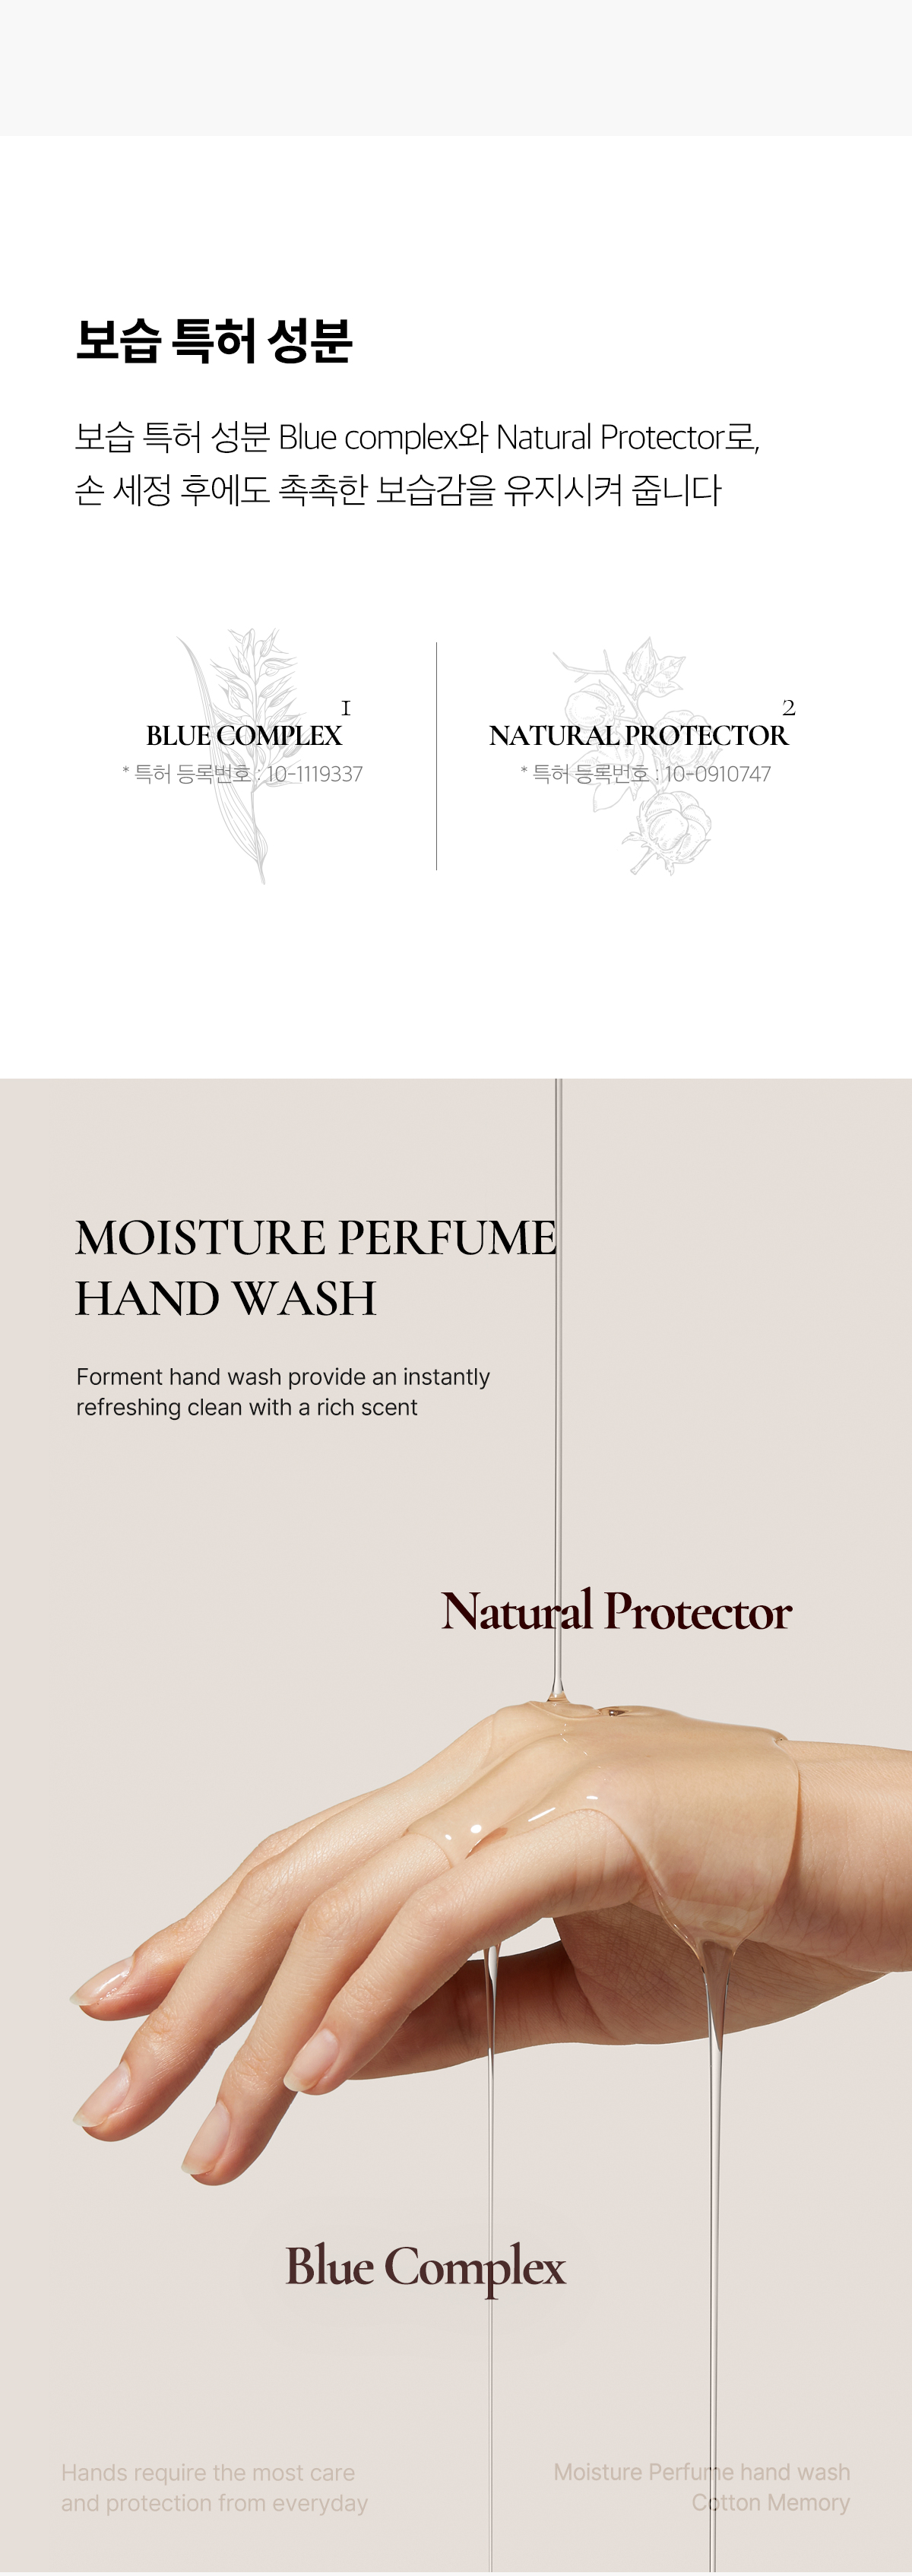 보습 특허 성분
보습 특허 성분 Blue complex와 Natural Protector로,
손 세정 후에도 촉촉한 보습감을 유지시켜 줍니다
1
BLUE COMPLEX
* 특허 등록번호 : 10-1119337
2
NATURAL PROTECTOR
* 특허 등록번호 : 10-0910747
MOISTURE PERFUME
HAND WASH
Forment hand wash provide an instantly
refreshing clean with a rich scent
Natural Protector
Blue Complex
Hands require the most care
and protection from everyday
Moisture Perfume hand wash
Cotton Memory